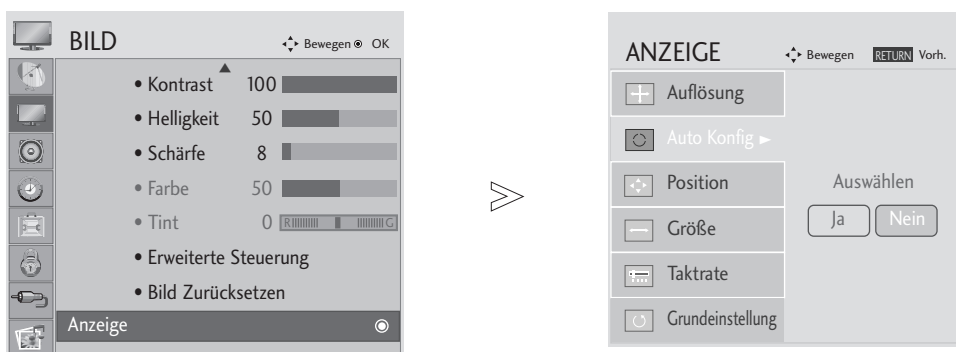 BILD
Bewegen OK
• Kontrast 100
• Helligkeit 50
• Schärfe 8
• Farbe 50
• Tint 0 R G
• Erweiterte Steuerung
• Bild Zurücksetzen
Anzeige
ANZEIGE
Bewegen RETURN Vorh.
Auflösung
Auto Konfig ►
Position
Größe
Taktrate
Grundeinstellung
Auswählen
Ja Nein